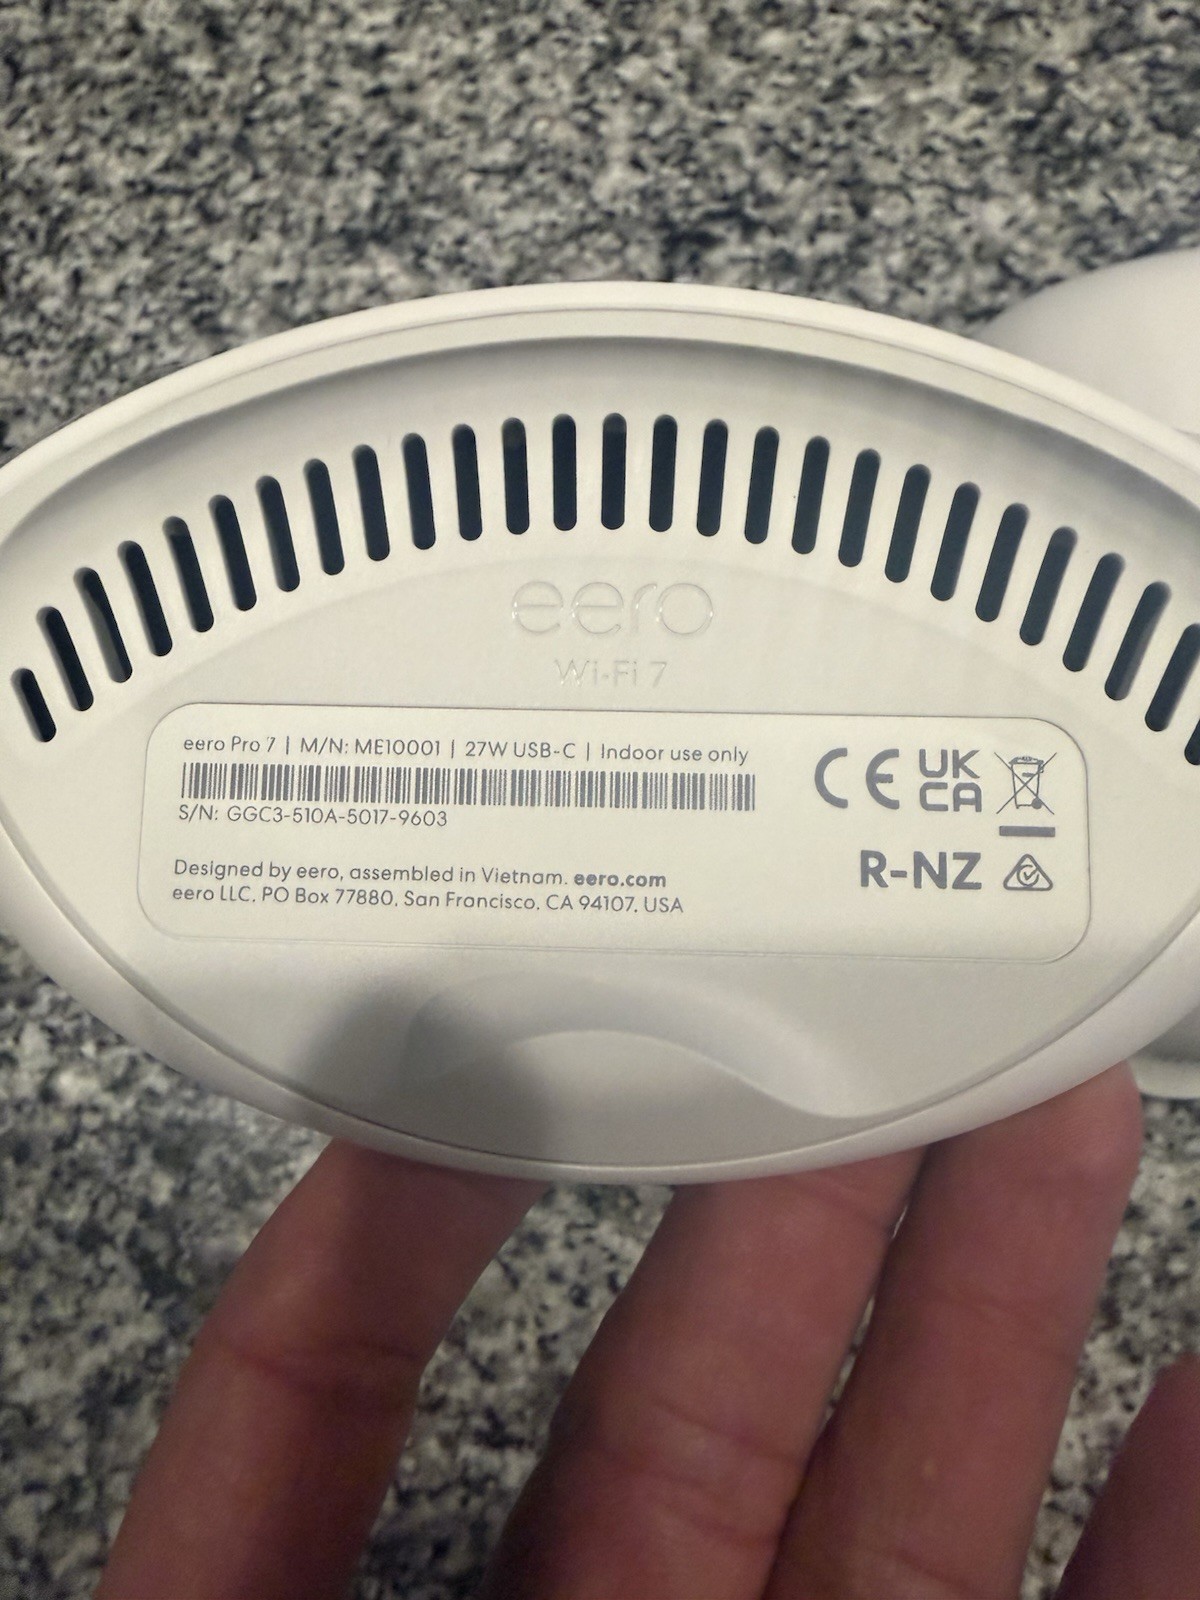 eero
Wi-Fi 7
eero Pro 7 | M/N: ME10001 | 27W USB-C | Indoor use only
S/N: GGC3-510A-5017-9603
Designed by eero, assembled in Vietnam. eero.com
eero LLC, PO Box 77880, San Francisco, CA 94107, USA
CE UK
CA
R-NZ